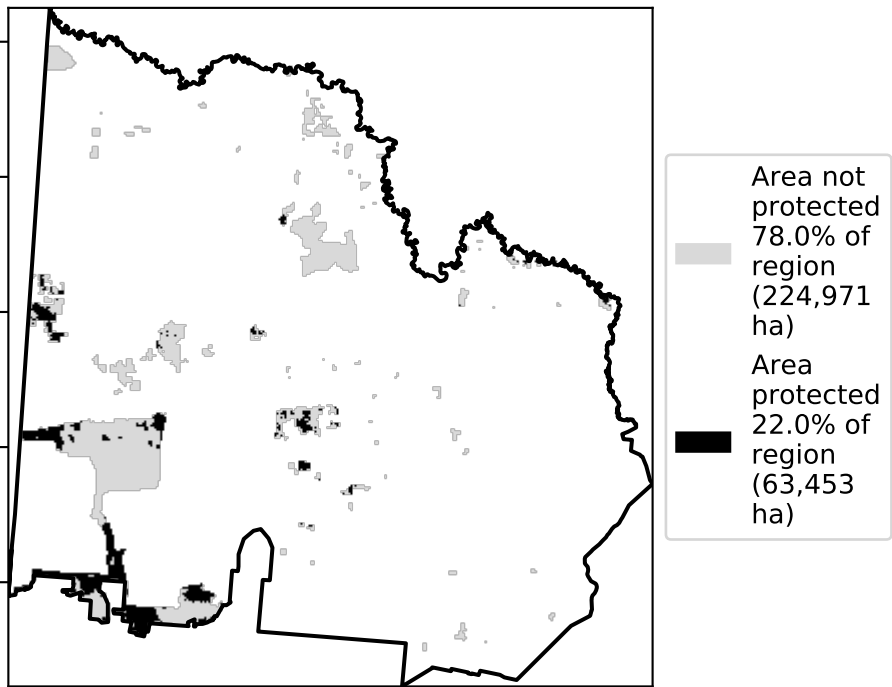 Area not
protected
78.0% of
region
(224,971
ha)
Area
protected
22.0% of
region
(63,453
ha)